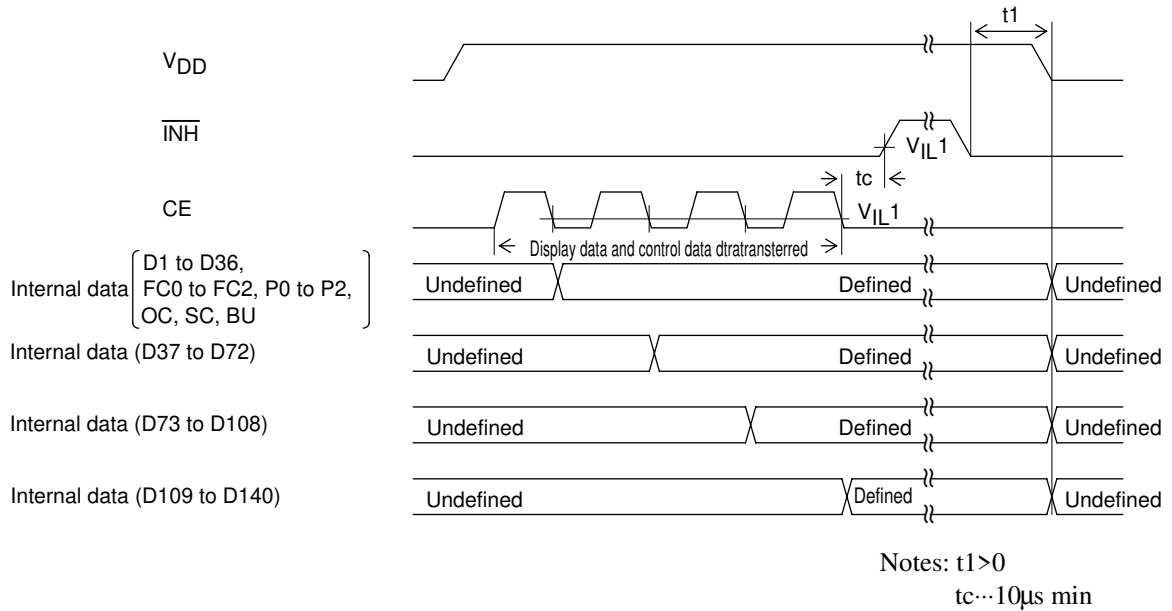 t1
VDD
INH
VIL1
tc
CE
VIL1
Display data and control data dtratransterred
Internal data
D1 to D36,
FC0 to FC2, P0 to P2,
OC, SC, BU
Undefined
Defined
Undefined
Internal data (D37 to D72)
Undefined
Defined
Undefined
Internal data (D73 to D108)
Undefined
Defined
Undefined
Internal data (D109 to D140)
Undefined
Defined
Undefined
Notes: t1>0
tc···10µs min